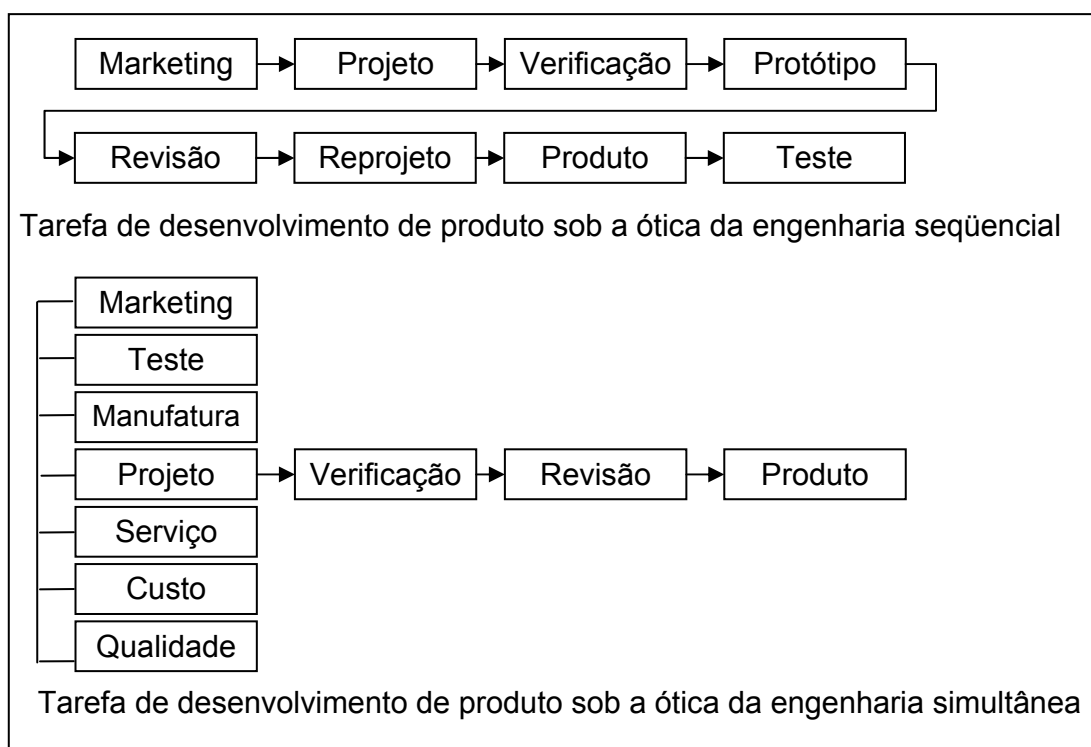 Marketing Projeto Verificação Protótipo
Revisão Reprojeto Produto Teste
Tarefa de desenvolvimento de produto sob a ótica da engenharia seqüencial
Marketing
Teste
Manufatura
Projeto Verificação Revisão Produto
Serviço
Custo
Qualidade
Tarefa de desenvolvimento de produto sob a ótica da engenharia simultânea